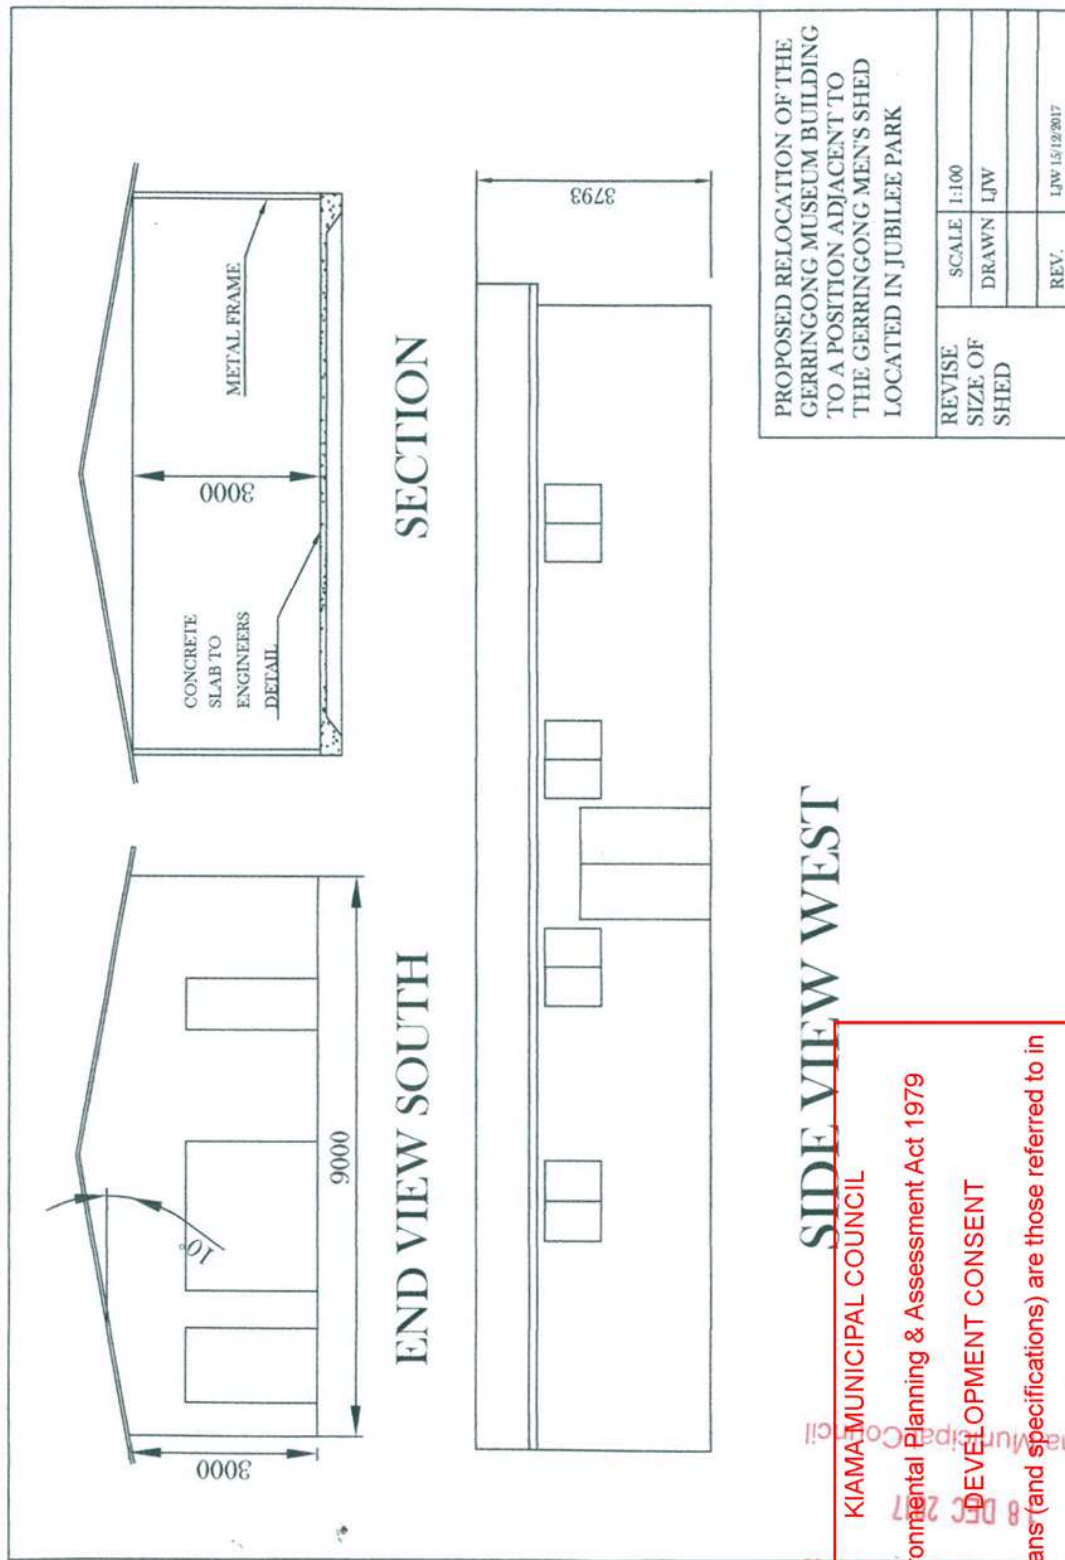 10°
3000
9000
END VIEW SOUTH
CONCRETE
SLAB TO
ENGINEERS
DETAIL
3000
METAL FRAME
SECTION
3793
SIDE VIEW WEST
PROPOSED RELOCATION OF THE
GERRINGONG MUSEUM BUILDING
TO A POSITION ADJACENT TO
THE GERRINGONG MEN'S SHED
LOCATED IN JUBILEE PARK
REVISE
SIZE OF
SHED
SCALE 1:100
DRAWN LJW
REV. LJW 15/12/2017
KIAMA MUNICIPAL COUNCIL
onmental Planning & Assessment Act 1979
DEVELOPMENT CONSENT
ans (and specifications) are those referred to in
18 DEC 2017
Municipal Council